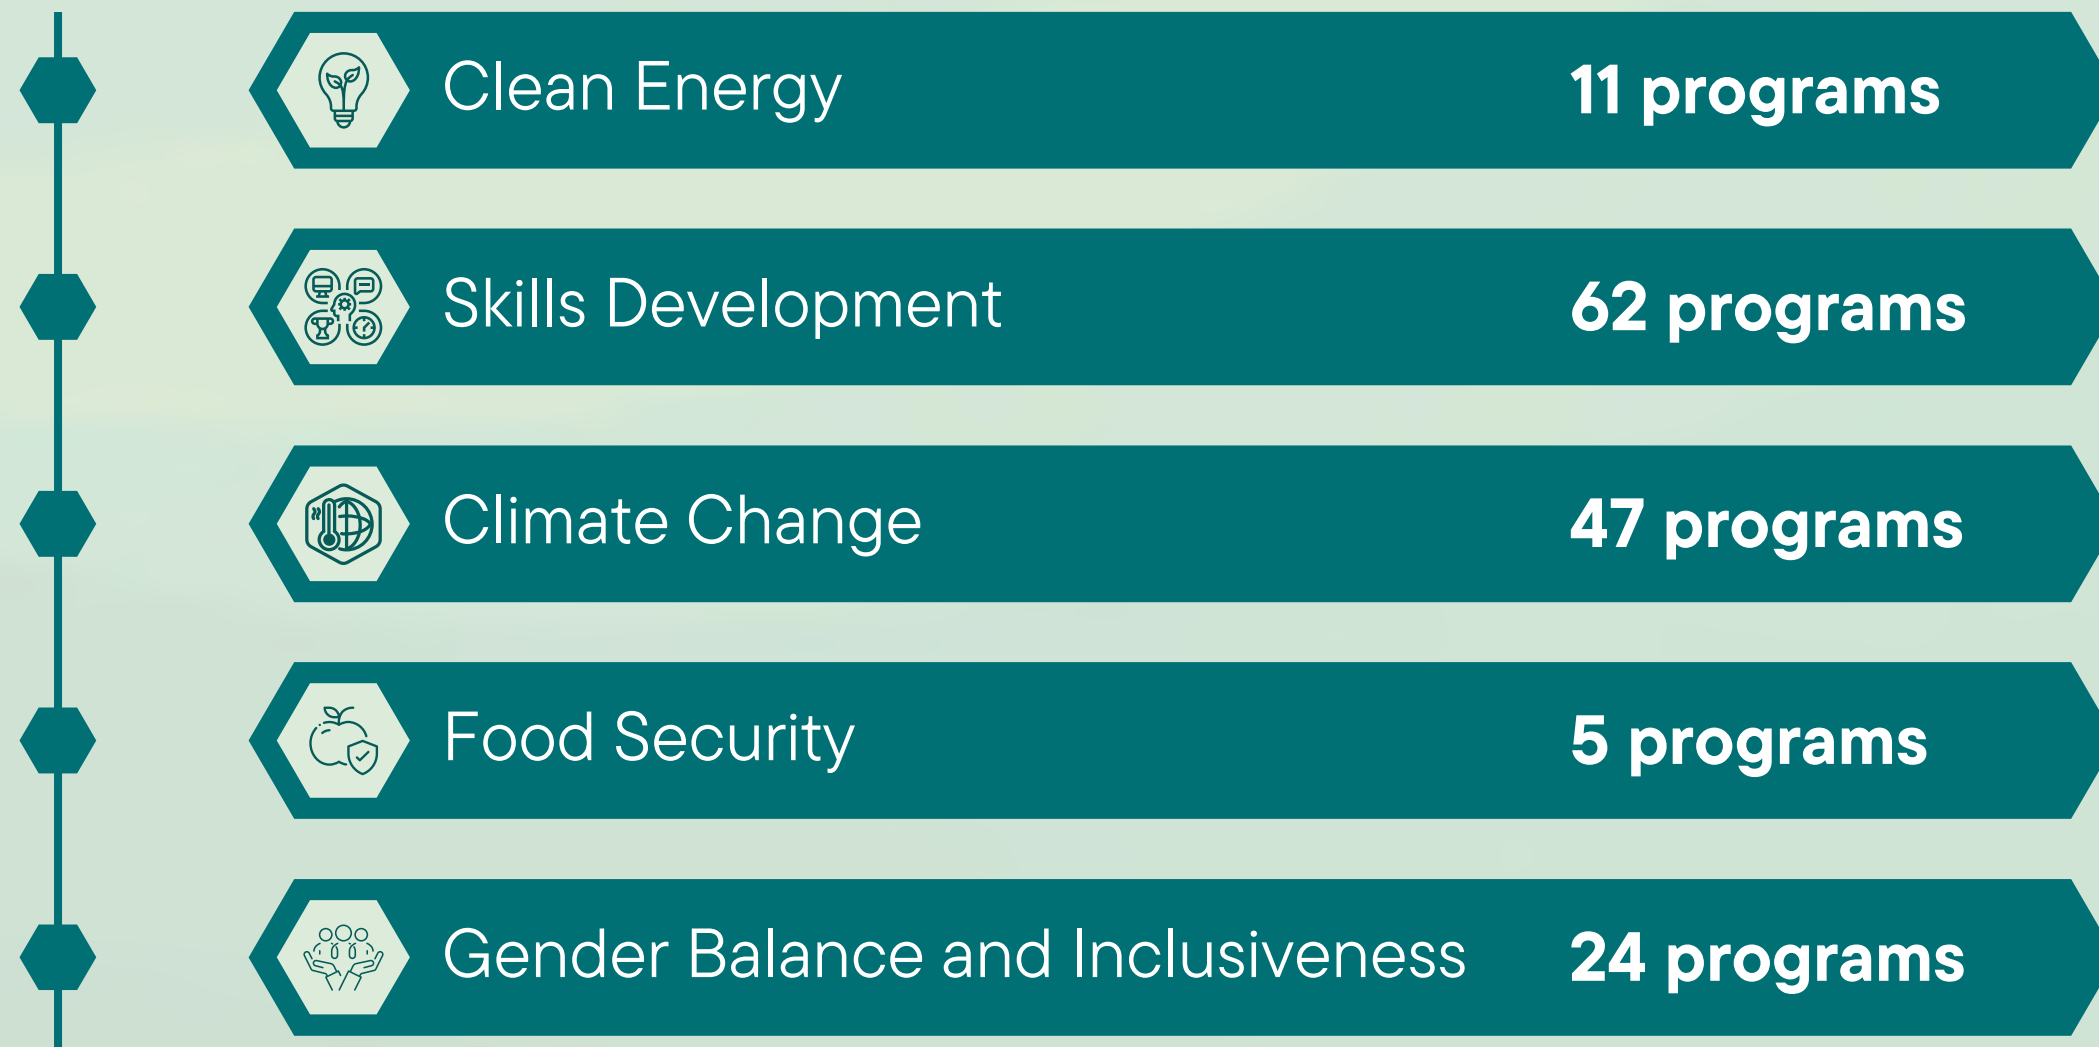 Clean Energy 11 programs
Skills Development 62 programs
Climate Change 47 programs
Food Security 5 programs
Gender Balance and Inclusiveness 24 programs